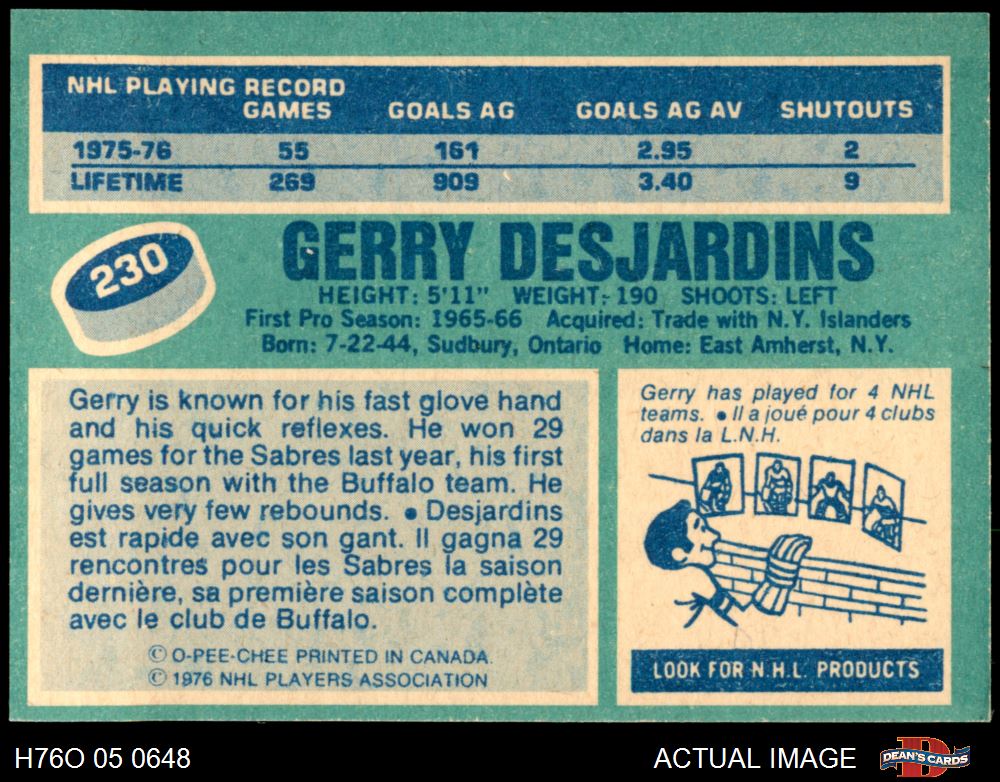 NHL PLAYING RECORD
GAMES GOALS AG GOALS AG AV SHUTOUTS
1975-76 55 161 2.95 2
LIFETIME 269 909 3.40 9
230
GERRY DESJARDINS
HEIGHT: 5'11" WEIGHT: 190 SHOOTS: LEFT
First Pro Season: 1965-66 Acquired: Trade with N.Y. Islanders
Born: 7-22-44, Sudbury, Ontario Home: East Amherst, N.Y.
Gerry is known for his fast glove hand
and his quick reflexes. He won 29
games for the Sabres last year, his first
full season with the Buffalo team. He
gives very few rebounds. • Desjardins
est rapide avec son gant. Il gagna 29
rencontres pour les Sabres la saison
dernière, sa première saison complète
avec le club de Buffalo.
© O-PEE-CHEE PRINTED IN CANADA.
© 1976 NHL PLAYERS ASSOCIATION
Gerry has played for 4 NHL
teams. • Il a joué pour 4 clubs
dans la L.N.H.
LOOK FOR N.H.L. PRODUCTS
H76O 05 0648
ACTUAL IMAGE
DEAN'S CARDS